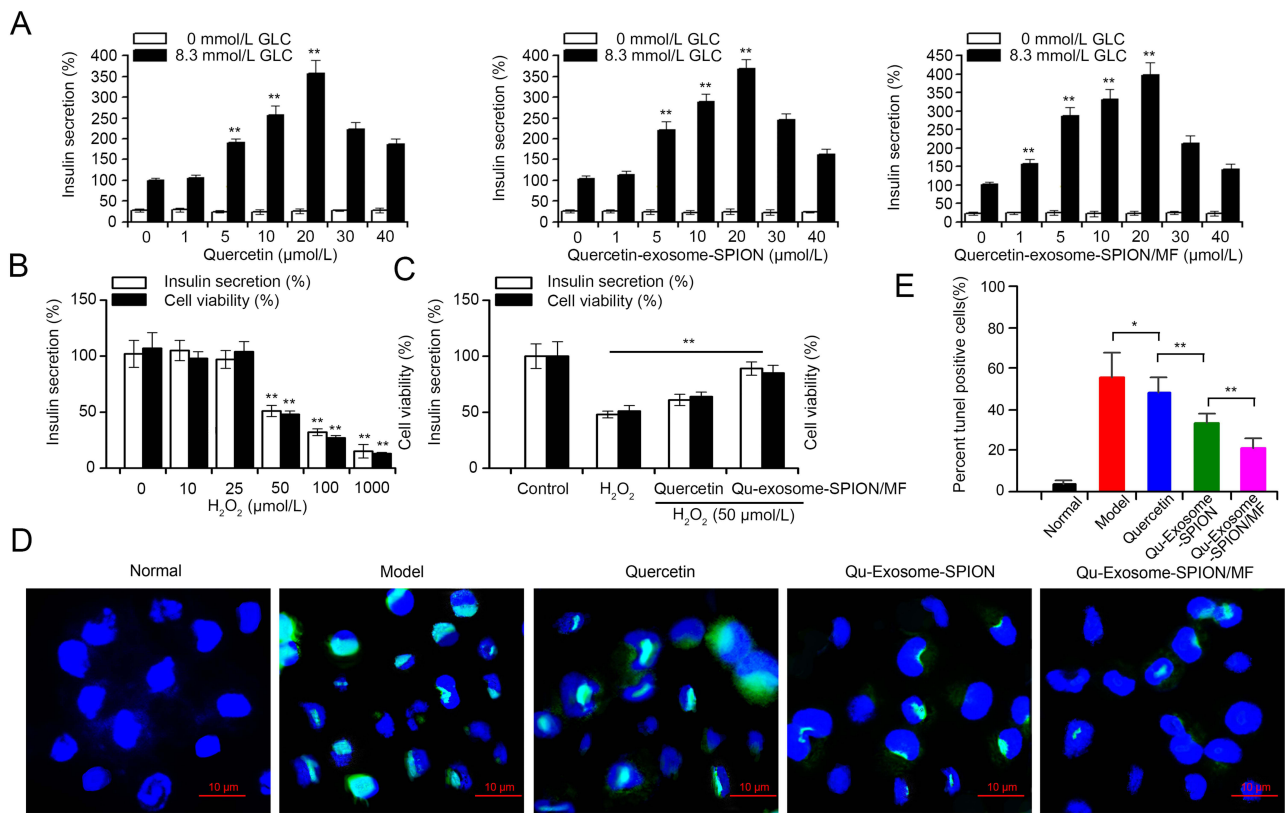 A
0 mmol/L GLC
8.3 mmol/L GLC
Insulin secretion (%)
400
350
300
250
200
150
100
50
0
**
**
**
0 1 5 10 20 30 40
Quercetin (μmol/L)
0 mmol/L GLC
8.3 mmol/L GLC
Insulin secretion (%)
400
350
300
250
200
150
100
50
0
**
**
**
0 1 5 10 20 30 40
Quercetin-exosome-SPION (μmol/L)
0 mmol/L GLC
8.3 mmol/L GLC
Insulin secretion (%)
450
400
350
300
250
200
150
100
50
0
**
**
**
**
0 1 5 10 20 30 40
Quercetin-exosome-SPION/MF (μmol/L)
B
Insulin secretion (%)
Cell viability (%)
Insulin secretion (%)
150
100
50
0
** **
** **
** **
Cell viability (%)
0 10 25 50 100 1000
H₂O₂ (μmol/L)
C
Insulin secretion (%)
Cell viability (%)
Insulin secretion (%)
150
100
50
0
**
Cell viability (%)
Control H₂O₂ Quercetin Qu-exosome-SPION/MF
H₂O₂ (50 μmol/L)
E
Percent tunel positive cells(%)
100
80
60
40
20
0
*
**
**
Normal
Model
Quercetin
Qu-Exosome
-SPION
Qu-Exosome
-SPION/MF
D
Normal
Model
Quercetin
Qu-Exosome-SPION
Qu-Exosome-SPION/MF
10 μm
10 μm
10 μm
10 μm
10 μm